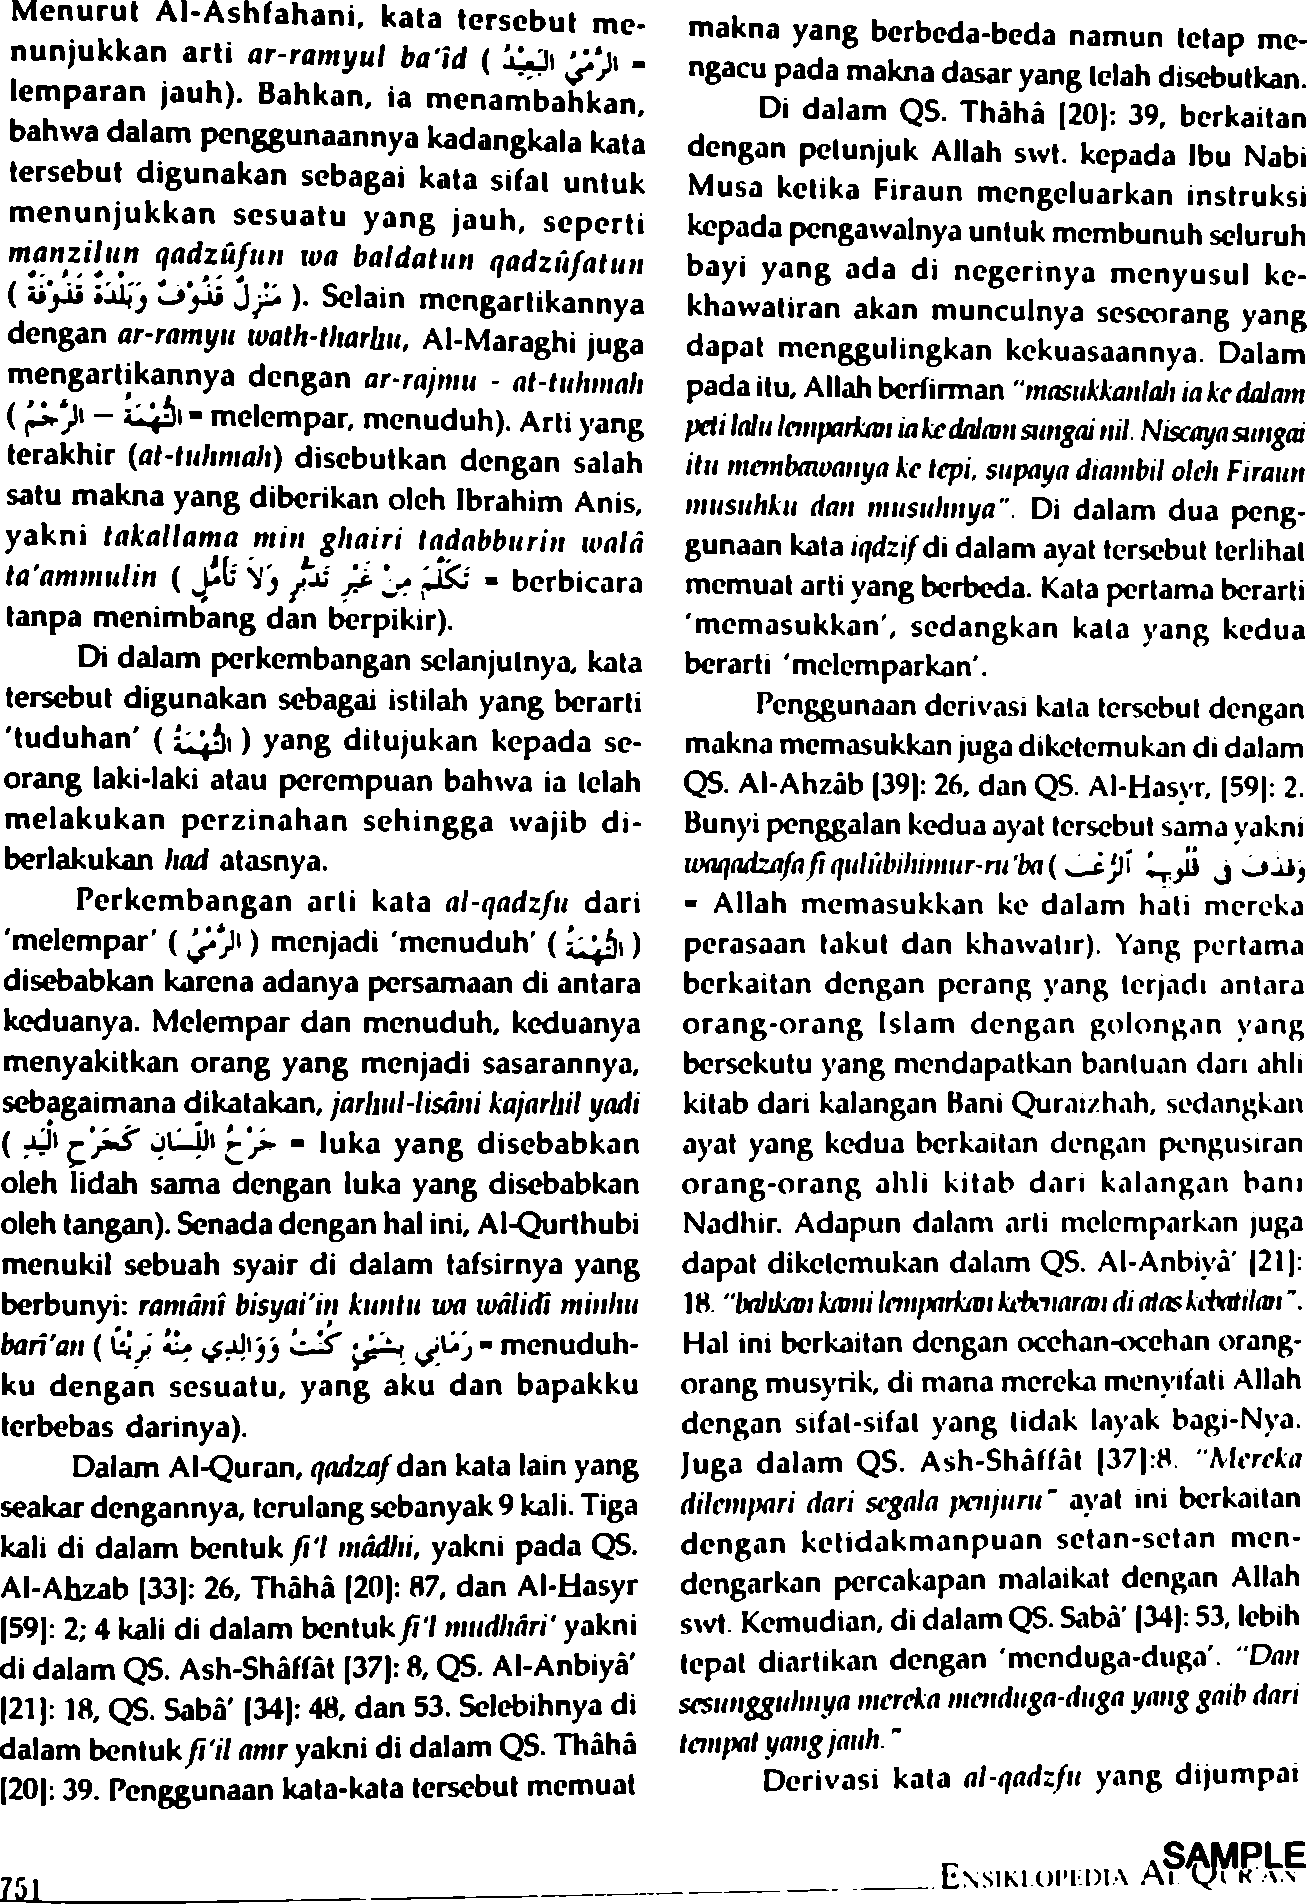 Menurut Al-Ashfahani, kata tersebut me-
nunjukkan arti ar-ramyul ba'îd ( الرَّمْيُ الْبَعِيْدُ =
lemparan jauh). Bahkan, ia menambahkan,
bahwa dalam penggunaannya kadangkala kata
tersebut digunakan sebagai kata sifat untuk
menunjukkan sesuatu yang jauh, seperti
manzilun qadzûfun wa baldatun qadzûfatun
( مَنْزِلٌ قَذُوْفٌ وَبَلْدَةٌ قَذُوْفَةٌ ). Selain mengartikannya
dengan ar-ramyu wath-tharhu, Al-Maraghi juga
mengartikannya dengan ar-rajmu - at-tuhmah
( الرَّجْمُ – التُّهْمَةُ = melempar, menuduh). Arti yang
terakhir (at-tuhmah) disebutkan dengan salah
satu makna yang diberikan oleh Ibrahim Anis,
yakni takallama min ghairi tadabburin walâ
ta'ammulin ( تَكَلَّمَ مِنْ غَيْرِ تَدَبُّرٍ وَلَا تَأَمُّلٍ = berbicara
tanpa menimbang dan berpikir).
Di dalam perkembangan selanjutnya, kata
tersebut digunakan sebagai istilah yang berarti
'tuduhan' ( التُّهْمَةُ ) yang ditujukan kepada se-
orang laki-laki atau perempuan bahwa ia telah
melakukan perzinahan sehingga wajib di-
berlakukan had atasnya.
Perkembangan arti kata al-qadzfu dari
'melempar' ( الرَّمْيُ ) menjadi 'menuduh' ( التُّهْمَةُ )
disebabkan karena adanya persamaan di antara
keduanya. Melempar dan menuduh, keduanya
menyakitkan orang yang menjadi sasarannya,
sebagaimana dikatakan, jarhul-lisâni kajarhil yadi
( جَرْحُ اللِّسَانِ كَجَرْحِ الْيَدِ = luka yang disebabkan
oleh lidah sama dengan luka yang disebabkan
oleh tangan). Senada dengan hal ini, Al-Qurthubi
menukil sebuah syair di dalam tafsirnya yang
berbunyi: ramânî bisyai'in kuntu wa wâlidî minhu
barî'an ( رَمَانِي بِشَيْئٍ كُنْتُ وَوَالِدِي مِنْهُ بَرِيْئًا = menuduh-
ku dengan sesuatu, yang aku dan bapakku
terbebas darinya).
Dalam Al-Quran, qadzaf dan kata lain yang
seakar dengannya, terulang sebanyak 9 kali. Tiga
kali di dalam bentuk fi'l mâdhi, yakni pada QS.
Al-Ahzab [33]: 26, Thâhâ [20]: 87, dan Al-Hasyr
[59]: 2; 4 kali di dalam bentuk fi'l mudhâri' yakni
di dalam QS. Ash-Shâffât [37]: 8, QS. Al-Anbiyâ'
[21]: 18, QS. Sabâ' [34]: 48, dan 53. Selebihnya di
dalam bentuk fi'il amr yakni di dalam QS. Thâhâ
[20]: 39. Penggunaan kata-kata tersebut memuat
makna yang berbeda-beda namun tetap me-
ngacu pada makna dasar yang telah disebutkan.
Di dalam QS. Thâhâ [20]: 39, berkaitan
dengan petunjuk Allah swt. kepada Ibu Nabi
Musa ketika Firaun mengeluarkan instruksi
kepada pengawalnya untuk membunuh seluruh
bayi yang ada di negerinya menyusul ke-
khawatiran akan munculnya seseorang yang
dapat menggulingkan kekuasaannya. Dalam
pada itu, Allah berfirman "masukkanlah ia ke dalam
peti lalu lemparkan ia ke dalam sungai nil. Niscaya sungai
itu membawanya ke tepi, supaya diambil oleh Firaun
musuhku dan musuhnya". Di dalam dua peng-
gunaan kata iqdzif di dalam ayat tersebut terlihat
memuat arti yang berbeda. Kata pertama berarti
'memasukkan', sedangkan kata yang kedua
berarti 'melemparkan'.
Penggunaan derivasi kata tersebut dengan
makna memasukkan juga diketemukan di dalam
QS. Al-Ahzâb [39]: 26, dan QS. Al-Hasyr, [59]: 2.
Bunyi penggalan kedua ayat tersebut sama yakni
waqadzafa fî qulûbihimur-ru'ba ( وَقَذَفَ فِى قُلُوبِهِمُ ٱلرُّعْبَ
= Allah memasukkan ke dalam hati mereka
perasaan takut dan khawatir). Yang pertama
berkaitan dengan perang yang terjadi antara
orang-orang Islam dengan golongan yang
bersekutu yang mendapatkan bantuan dari ahli
kitab dari kalangan Bani Quraizhah, sedangkan
ayat yang kedua berkaitan dengan pengusiran
orang-orang ahli kitab dari kalangan bani
Nadhir. Adapun dalam arti melemparkan juga
dapat diketemukan dalam QS. Al-Anbiyâ' [21]:
18. "bahkan kami lemparkan kebenaran di atas kebatilan".
Hal ini berkaitan dengan ocehan-ocehan orang-
orang musyrik, di mana mereka menyifati Allah
dengan sifat-sifat yang tidak layak bagi-Nya.
Juga dalam QS. Ash-Shâffât [37]:8. "Mereka
dilempari dari segala penjuru" ayat ini berkaitan
dengan ketidakmanpuan setan-setan men-
dengarkan percakapan malaikat dengan Allah
swt. Kemudian, di dalam QS. Sabâ' [34]: 53, lebih
tepat diartikan dengan 'menduga-duga'. "Dan
sesungguhnya mereka menduga-duga yang gaib dari
tempat yang jauh."
Derivasi kata al-qadzfu yang dijumpai
SAMPLE
751 ENSIKLOPEDIA AL QUR'AN